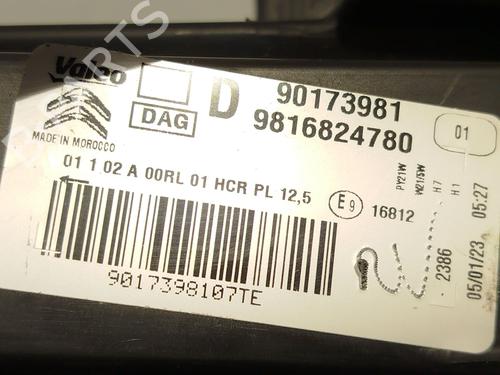 Valeo
DAG
D
90173981
9816824780
01
MADE IN MOROCCO
01 1,02 A 00RL 01 HCR PL 12,5
E9
16812
9017398107TE
PY21W
W21/5W
H7
H1
2386
05/01/23 05:27